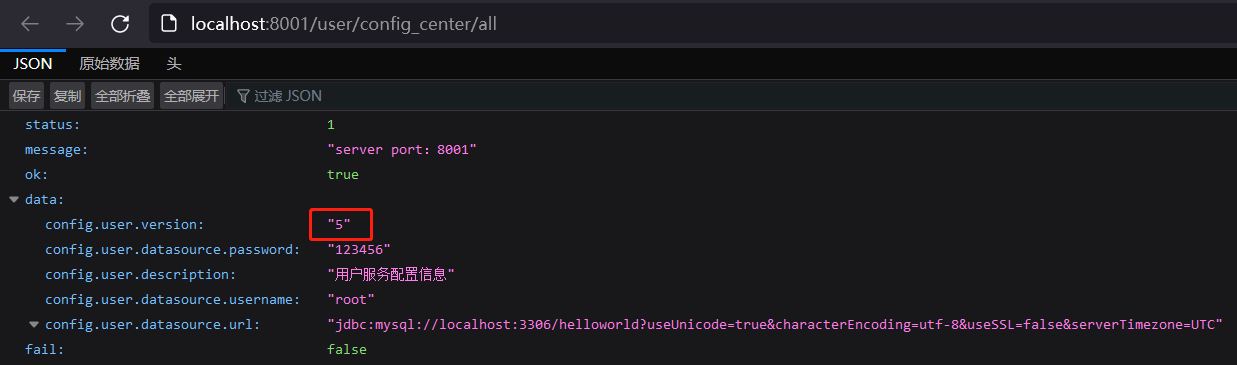 localhost:8001/user/config_center/all
JSON 原始数据 头
保存 复制 全部折叠 全部展开 过滤 JSON
status: 1
message: "server port: 8001"
ok: true
data:
config.user.version: "5"
config.user.datasource.password: "123456"
config.user.description: "用户服务配置信息"
config.user.datasource.username: "root"
config.user.datasource.url: "jdbc:mysql://localhost:3306/helloworld?useUnicode=true&characterEncoding=utf-8&useSSL=false&serverTimezone=UTC"
fail: false